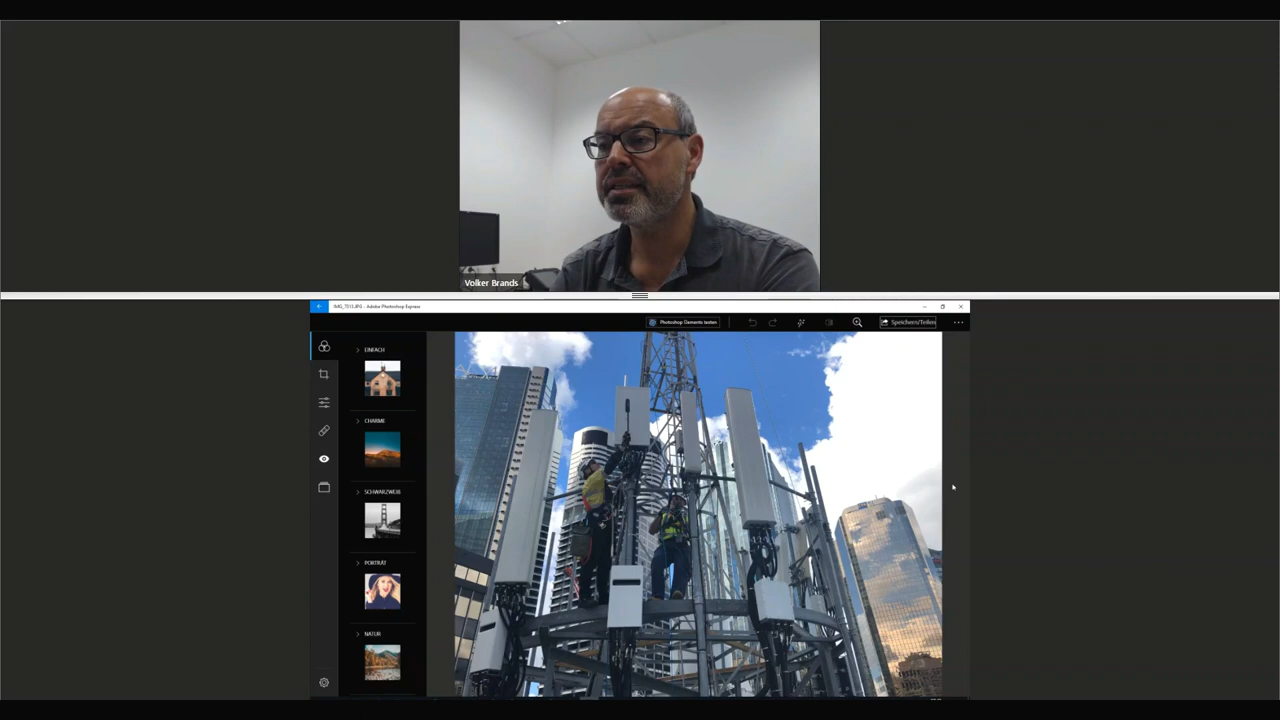 Volker Brands
IMG_7013.JPG - Adobe Photoshop Express
Photoshop Elements testen
Speichern/Teilen
EINFACH
CHARME
SCHWARZWEIß
PORTRÄT
NATUR